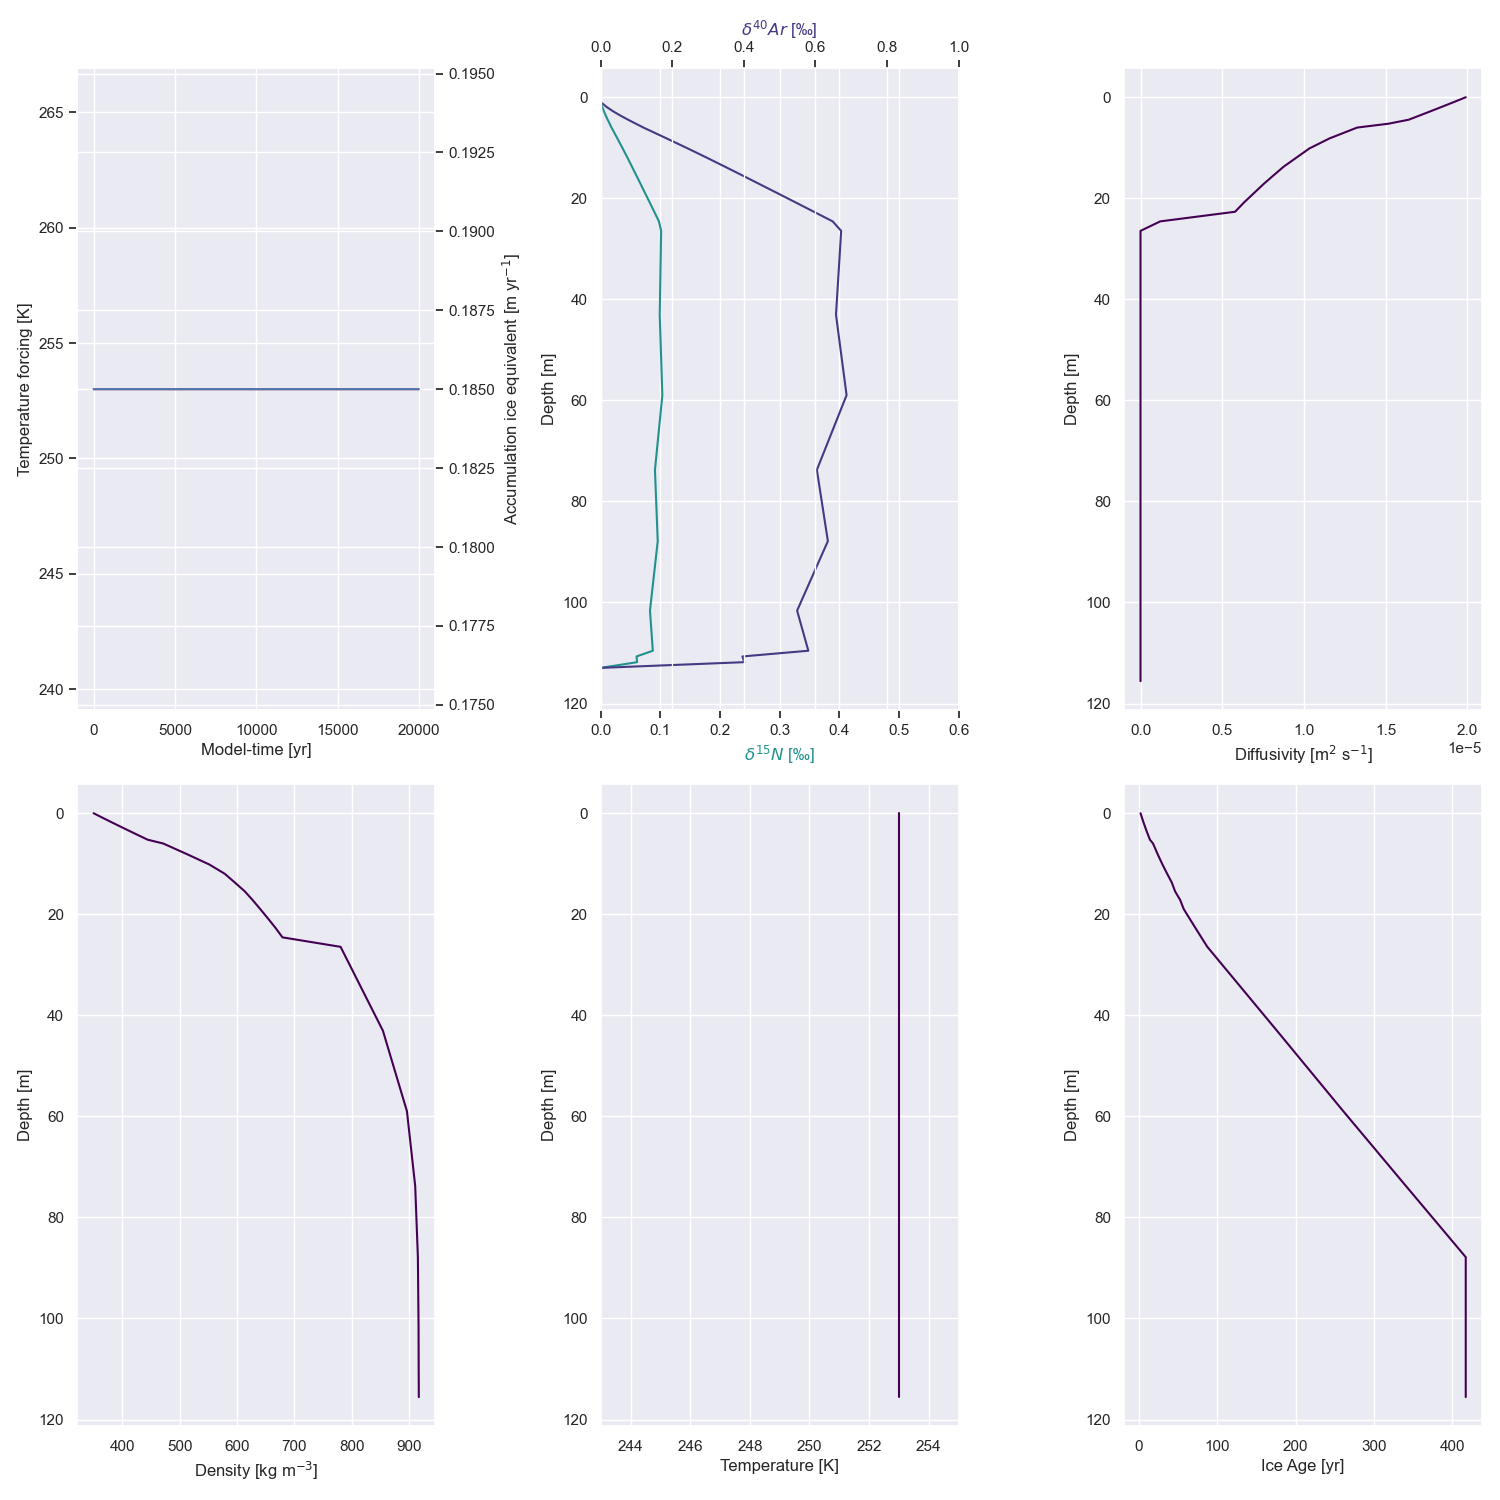 265
260
255
250
245
240
Temperature forcing [K]
0 5000 10000 15000 20000
Model-time [yr]
0.1950
0.1925
0.1900
0.1875
0.1850
0.1825
0.1800
0.1775
0.1750
Accumulation ice equivalent [m yr⁻¹]
δ⁴⁰Ar [‰]
0.0 0.2 0.4 0.6 0.8 1.0
0
20
40
60
80
100
120
Depth [m]
0.0 0.1 0.2 0.3 0.4 0.5 0.6
δ¹⁵N [‰]
0
20
40
60
80
100
120
Depth [m]
0.0 0.5 1.0 1.5 2.0
1e−5
Diffusivity [m² s⁻¹]
0
20
40
60
80
100
120
Depth [m]
400 500 600 700 800 900
Density [kg m⁻³]
0
20
40
60
80
100
120
Depth [m]
244 246 248 250 252 254
Temperature [K]
0
20
40
60
80
100
120
Depth [m]
0 100 200 300 400
Ice Age [yr]